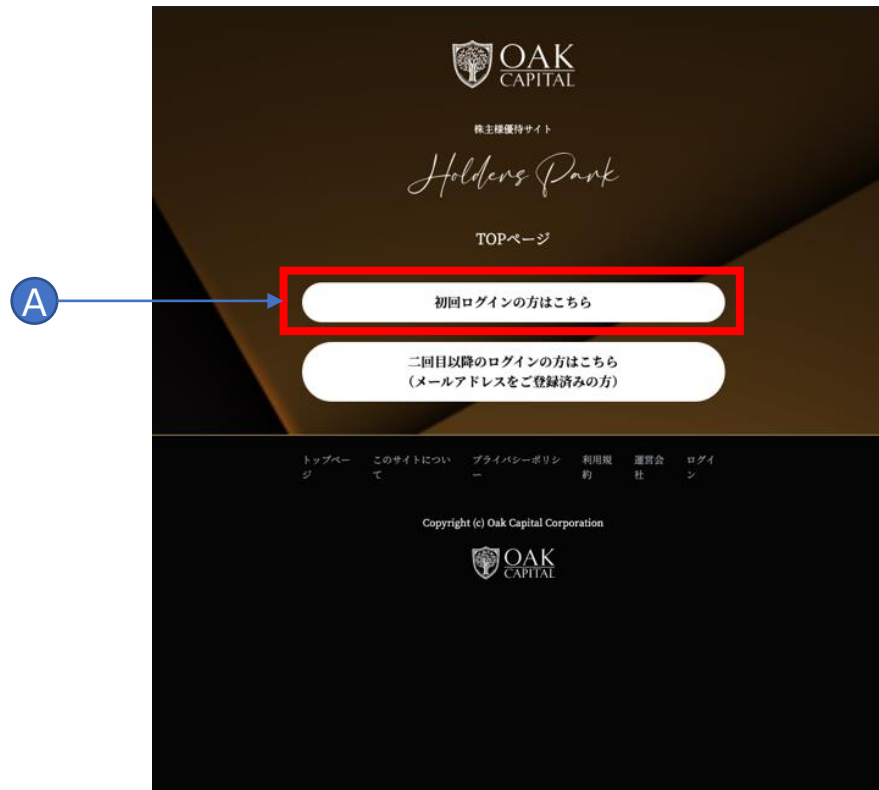 OAK
CAPITAL
株主様優待サイト
Holders Park
TOPページ
A
初回ログインの方はこちら
二回目以降のログインの方はこちら
（メールアドレスをご登録済みの方）
トップペー
ジ
このサイトについ
て
プライバシーポリシ
ー
利用規
約
運営会
社
ログイ
ン
Copyright (c) Oak Capital Corporation
OAK
CAPITAL